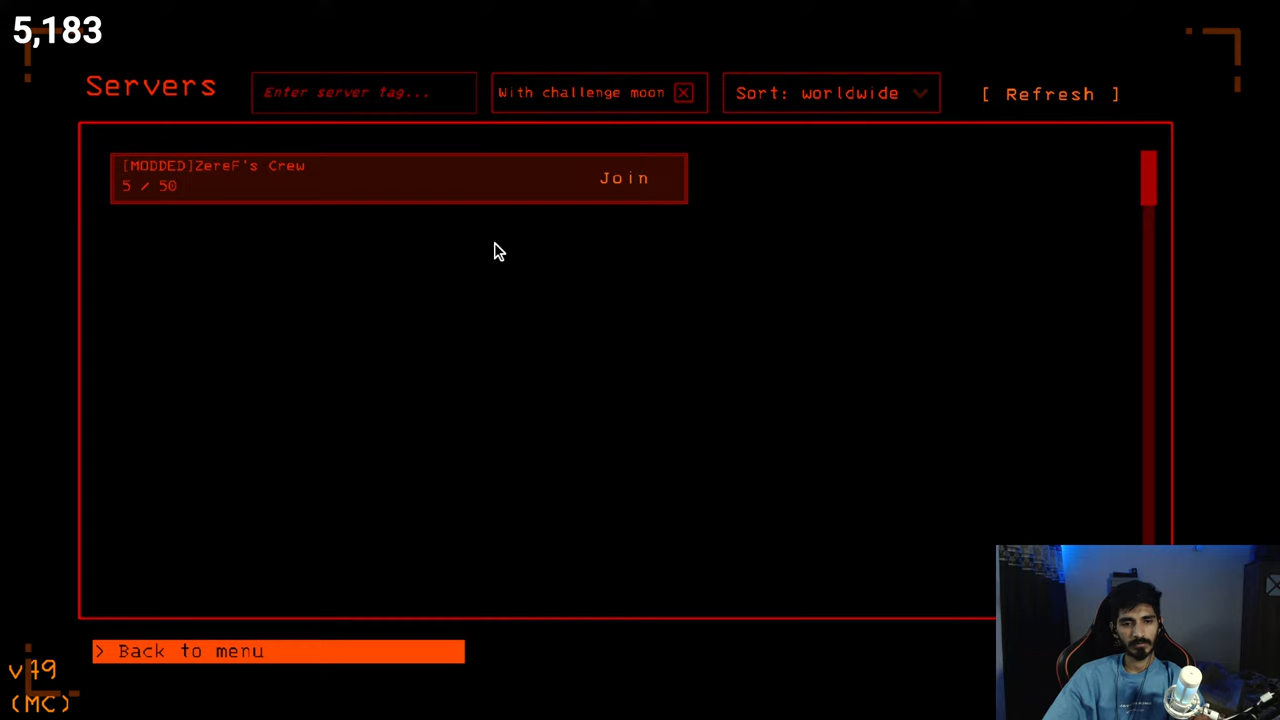 5,183
Servers
Enter server tag...
With challenge moon
Sort: worldwide
[ Refresh ]
[MODDED]ZereF's Crew
5 / 50
Join
> Back to menu
v49
(MC)